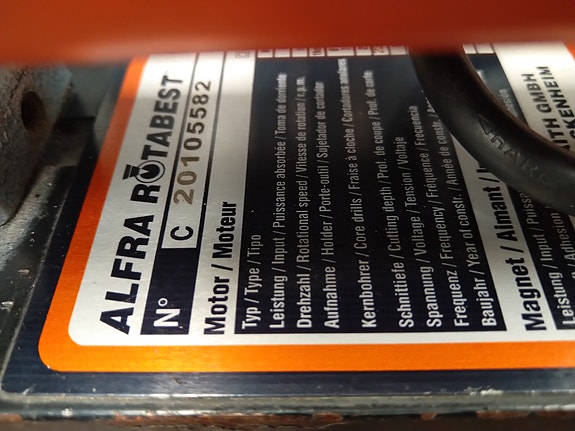 ALFRA ROTABEST
N° C 20105582
Motor / Moteur
Typ / Type / Tipo
Leistung / Input / Puissance absorbée / Toma de corriente
Drehzahl / Rotational speed / Vitesse de rotation / r.p.m.
Aufnahme / Holder / Porte-outil / Sujetador de cortador
Kernbohrer / Core drills / Fraise à cloche / Cortadores anulares
Schnittiefe / Cutting depth / Prof. de coupe / Prof. de corte
Spannung / Voltage / Tension / Voltaje
Frequenz / Frequency / Fréquence / Frecuencia
Baujahr / Year of constr. / Année de constr. /
Magnet / Aimant /
Leistung / Input / Puiss
GMBH